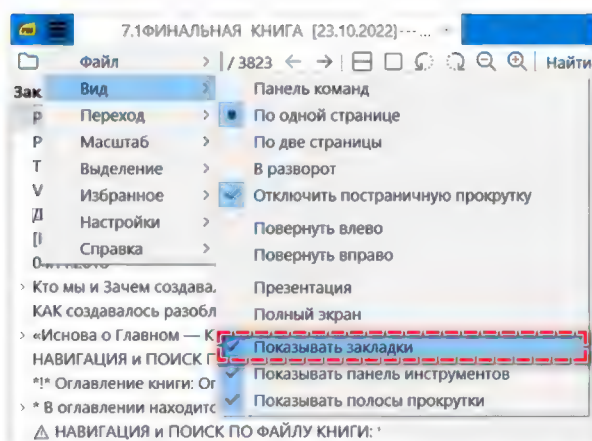 7.1ФИНАЛЬНАЯ КНИГА [23.10.2022]---...
Файл
/ 3823
Найти
Зак
Вид
Переход
Масштаб
Выделение
Избранное
Настройки
Справка
Панель команд
По одной странице
По две страницы
В разворот
Отключить постраничную прокрутку
Повернуть влево
Повернуть вправо
Презентация
Полный экран
Показывать закладки
Показывать панель инструментов
Показывать полосы прокрутки
Кто мы и Зачем создава
КАК создавалось разобл
«Иснова о Главном — К
НАВИГАЦИЯ и ПОИСК П
*!* Оглавление книги: Ог
* В оглавлении находитс
⚠ НАВИГАЦИЯ и ПОИСК ПО ФАЙЛУ КНИГИ: '